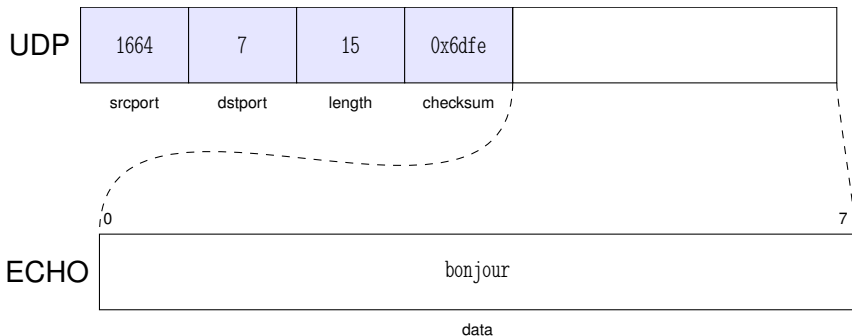 UDP 1664 7 15 0x6dfe
srcport dstport length checksum
0 7
ECHO bonjour
data